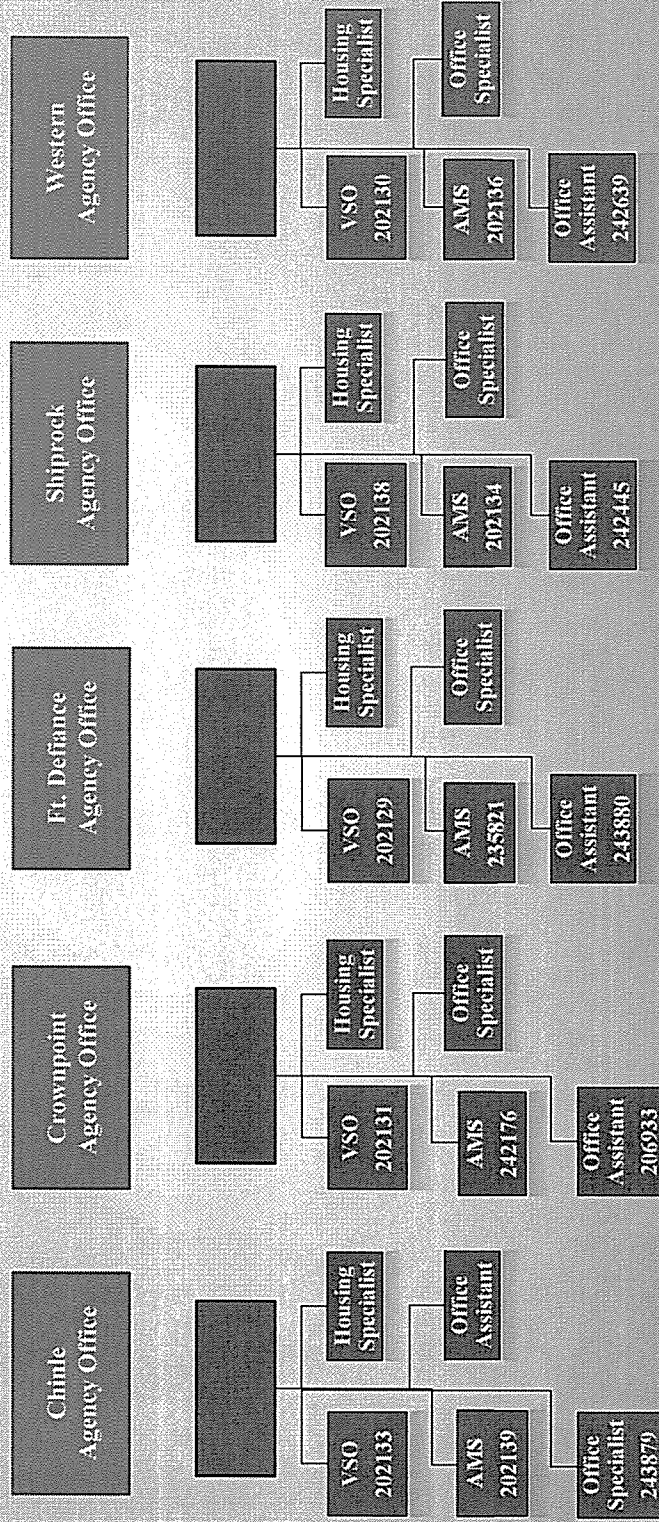 Chinle
Agency Office
VSO
202133
Housing
Specialist
AMS
202139
Office
Assistant
Office
Specialist
243879
Crownpoint
Agency Office
VSO
202131
Housing
Specialist
AMS
242176
Office
Specialist
Office
Assistant
206933
Ft. Defiance
Agency Office
VSO
202129
Housing
Specialist
AMS
235821
Office
Specialist
Office
Assistant
243880
Shiprock
Agency Office
VSO
202138
Housing
Specialist
AMS
202134
Office
Specialist
Office
Assistant
242445
Western
Agency Office
VSO
202130
Housing
Specialist
AMS
202136
Office
Specialist
Office
Assistant
242639